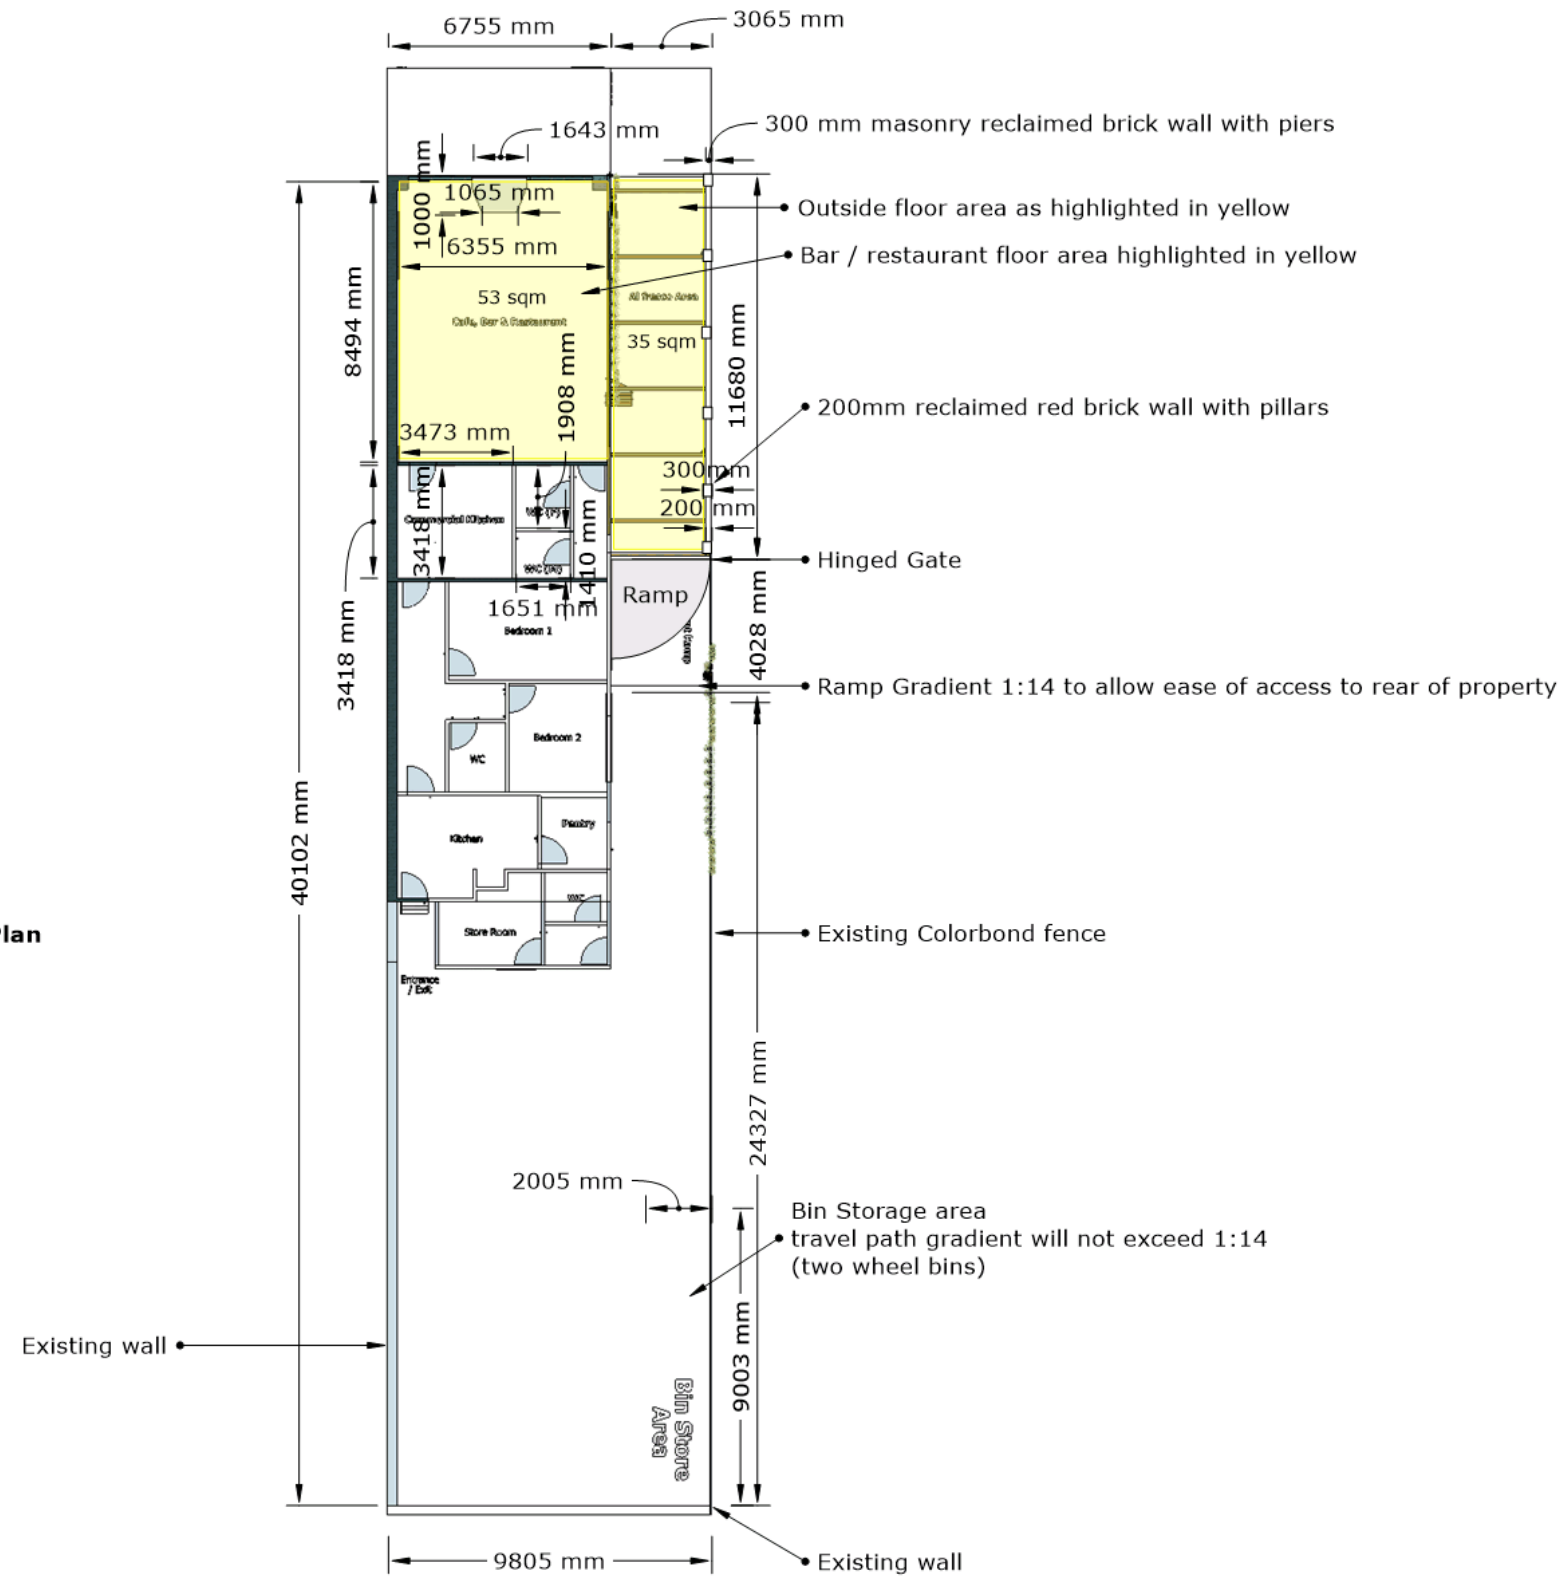 6755 mm
3065 mm
1643 mm
300 mm masonry reclaimed brick wall with piers
1000 mm
1065 mm
Outside floor area as highlighted in yellow
6355 mm
Bar / restaurant floor area highlighted in yellow
53 sqm
Al fresco Area
Cafe, Bar & Restaurant
8494 mm
35 sqm
11680 mm
1908 mm
200mm reclaimed red brick wall with pillars
3473 mm
300mm
200 mm
Commercial Kitchen
3418 mm
WC
WC
1410 mm
Hinged Gate
Ramp
1651 mm
Bedroom 1
4028 mm
3418 mm
Ramp Gradient 1:14 to allow ease of access to rear of property
Bedroom 2
WC
40102 mm
Kitchen
Pantry
WC
Store Room
Plan
Existing Colorbond fence
Entrance
/ Exit
24327 mm
2005 mm
Bin Storage area
travel path gradient will not exceed 1:14
(two wheel bins)
9003 mm
Existing wall
Bin Store
Area
9805 mm
Existing wall